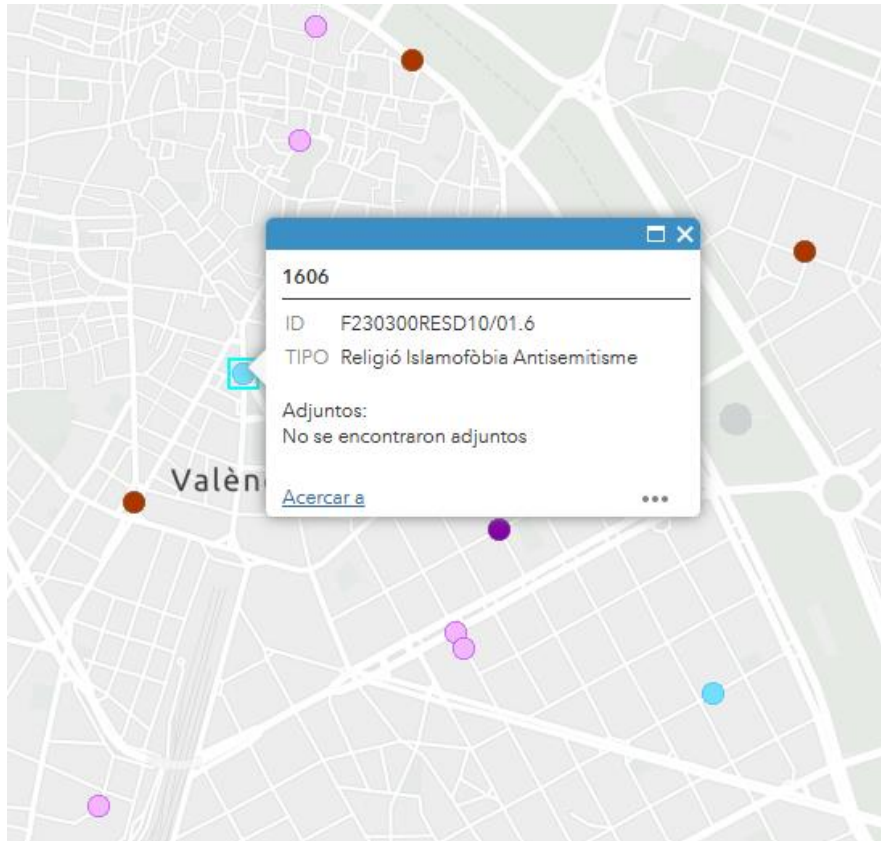 1606
ID F230300RESD10/01.6
TIPO Religió Islamofòbia Antisemitisme
Adjuntos:
No se encontraron adjuntos
Valèn
Acercar a